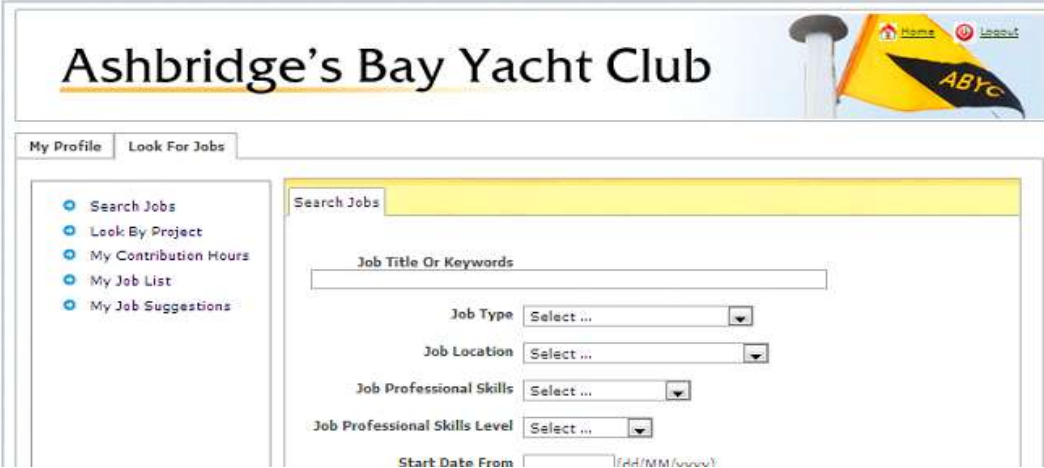 Ashbridge's Bay Yacht Club
Home Logout
ABYC
My Profile Look For Jobs
Search Jobs
Look By Project
My Contribution Hours
My Job List
My Job Suggestions
Search Jobs
Job Title Or Keywords
Job Type Select ...
Job Location Select ...
Job Professional Skills Select ...
Job Professional Skills Level Select ...
Start Date From (dd/MM/yyyy)